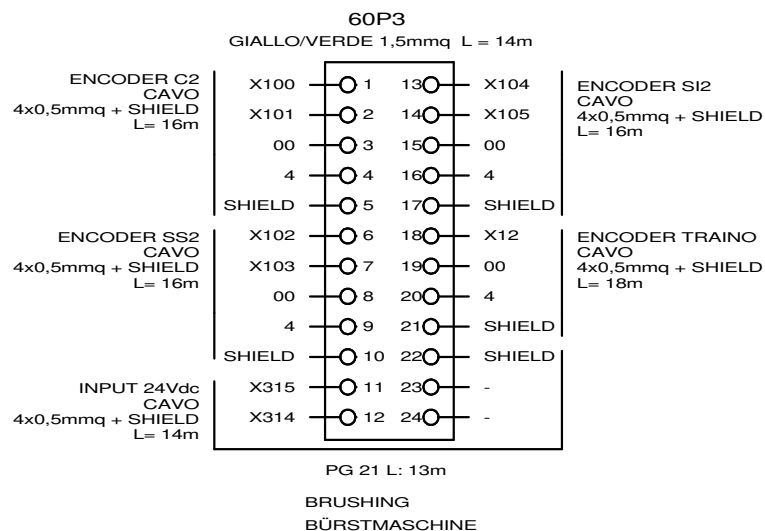 60P3
GIALLO/VERDE 1,5mmq L = 14m
ENCODER C2
CAVO
4x0,5mmq + SHIELD
L= 16m
X100 1 13 X104
X101 2 14 X105
00 3 15 00
4 4 16 4
SHIELD 5 17 SHIELD
ENCODER SI2
CAVO
4x0,5mmq + SHIELD
L= 16m
ENCODER SS2
CAVO
4x0,5mmq + SHIELD
L= 16m
X102 6 18 X12
X103 7 19 00
00 8 20 4
4 9 21 SHIELD
SHIELD 10 22 SHIELD
ENCODER TRAINO
CAVO
4x0,5mmq + SHIELD
L= 18m
INPUT 24Vdc
CAVO
4x0,5mmq + SHIELD
L= 14m
X315 11 23 -
X314 12 24 -
PG 21 L: 13m
BRUSHING
BÜRSTMASCHINE